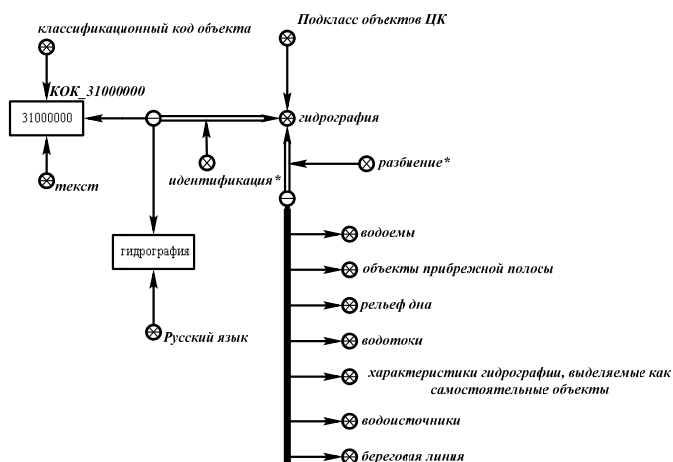 классификационный код объекта
Подкласс объектов ЦК
КОК_31000000
31000000
гидрография
разбиение*
идентификация*
текст
водоемы
гидрография
объекты прибрежной полосы
рельеф дна
Русский язык
водотоки
характеристики гидрографии, выделяемые как
самостоятельные объекты
водоисточники
береговая линия